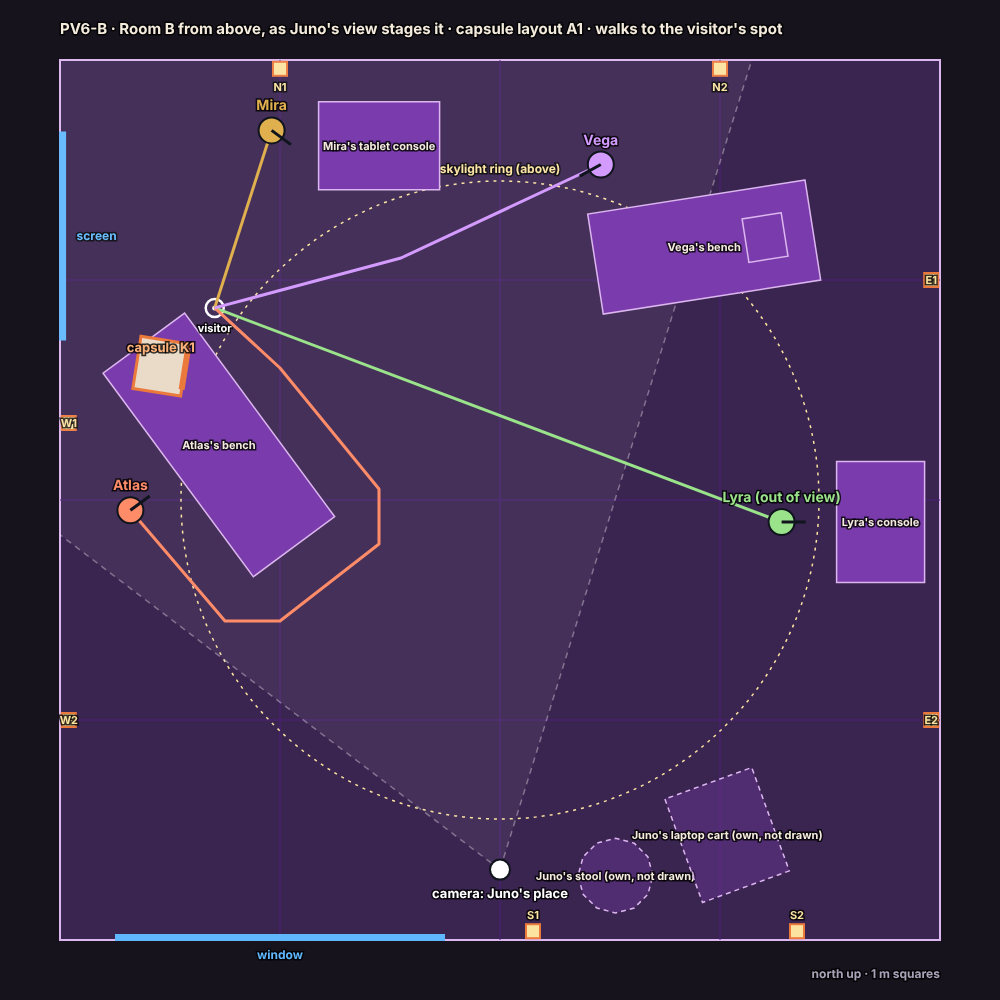 PV6-B · Room B from above, as Juno's view stages it · capsule layout A1 · walks to the visitor's spot
N1
N2
Mira
Mira's tablet console
Vega
skylight ring (above)
screen
Vega's bench
E1
visitor
capsule K1
W1
Atlas's bench
Atlas
Lyra (out of view)
Lyra's console
W2
E2
Juno's laptop cart (own, not drawn)
Juno's stool (own, not drawn)
camera: Juno's place
S1
S2
window
north up · 1 m squares